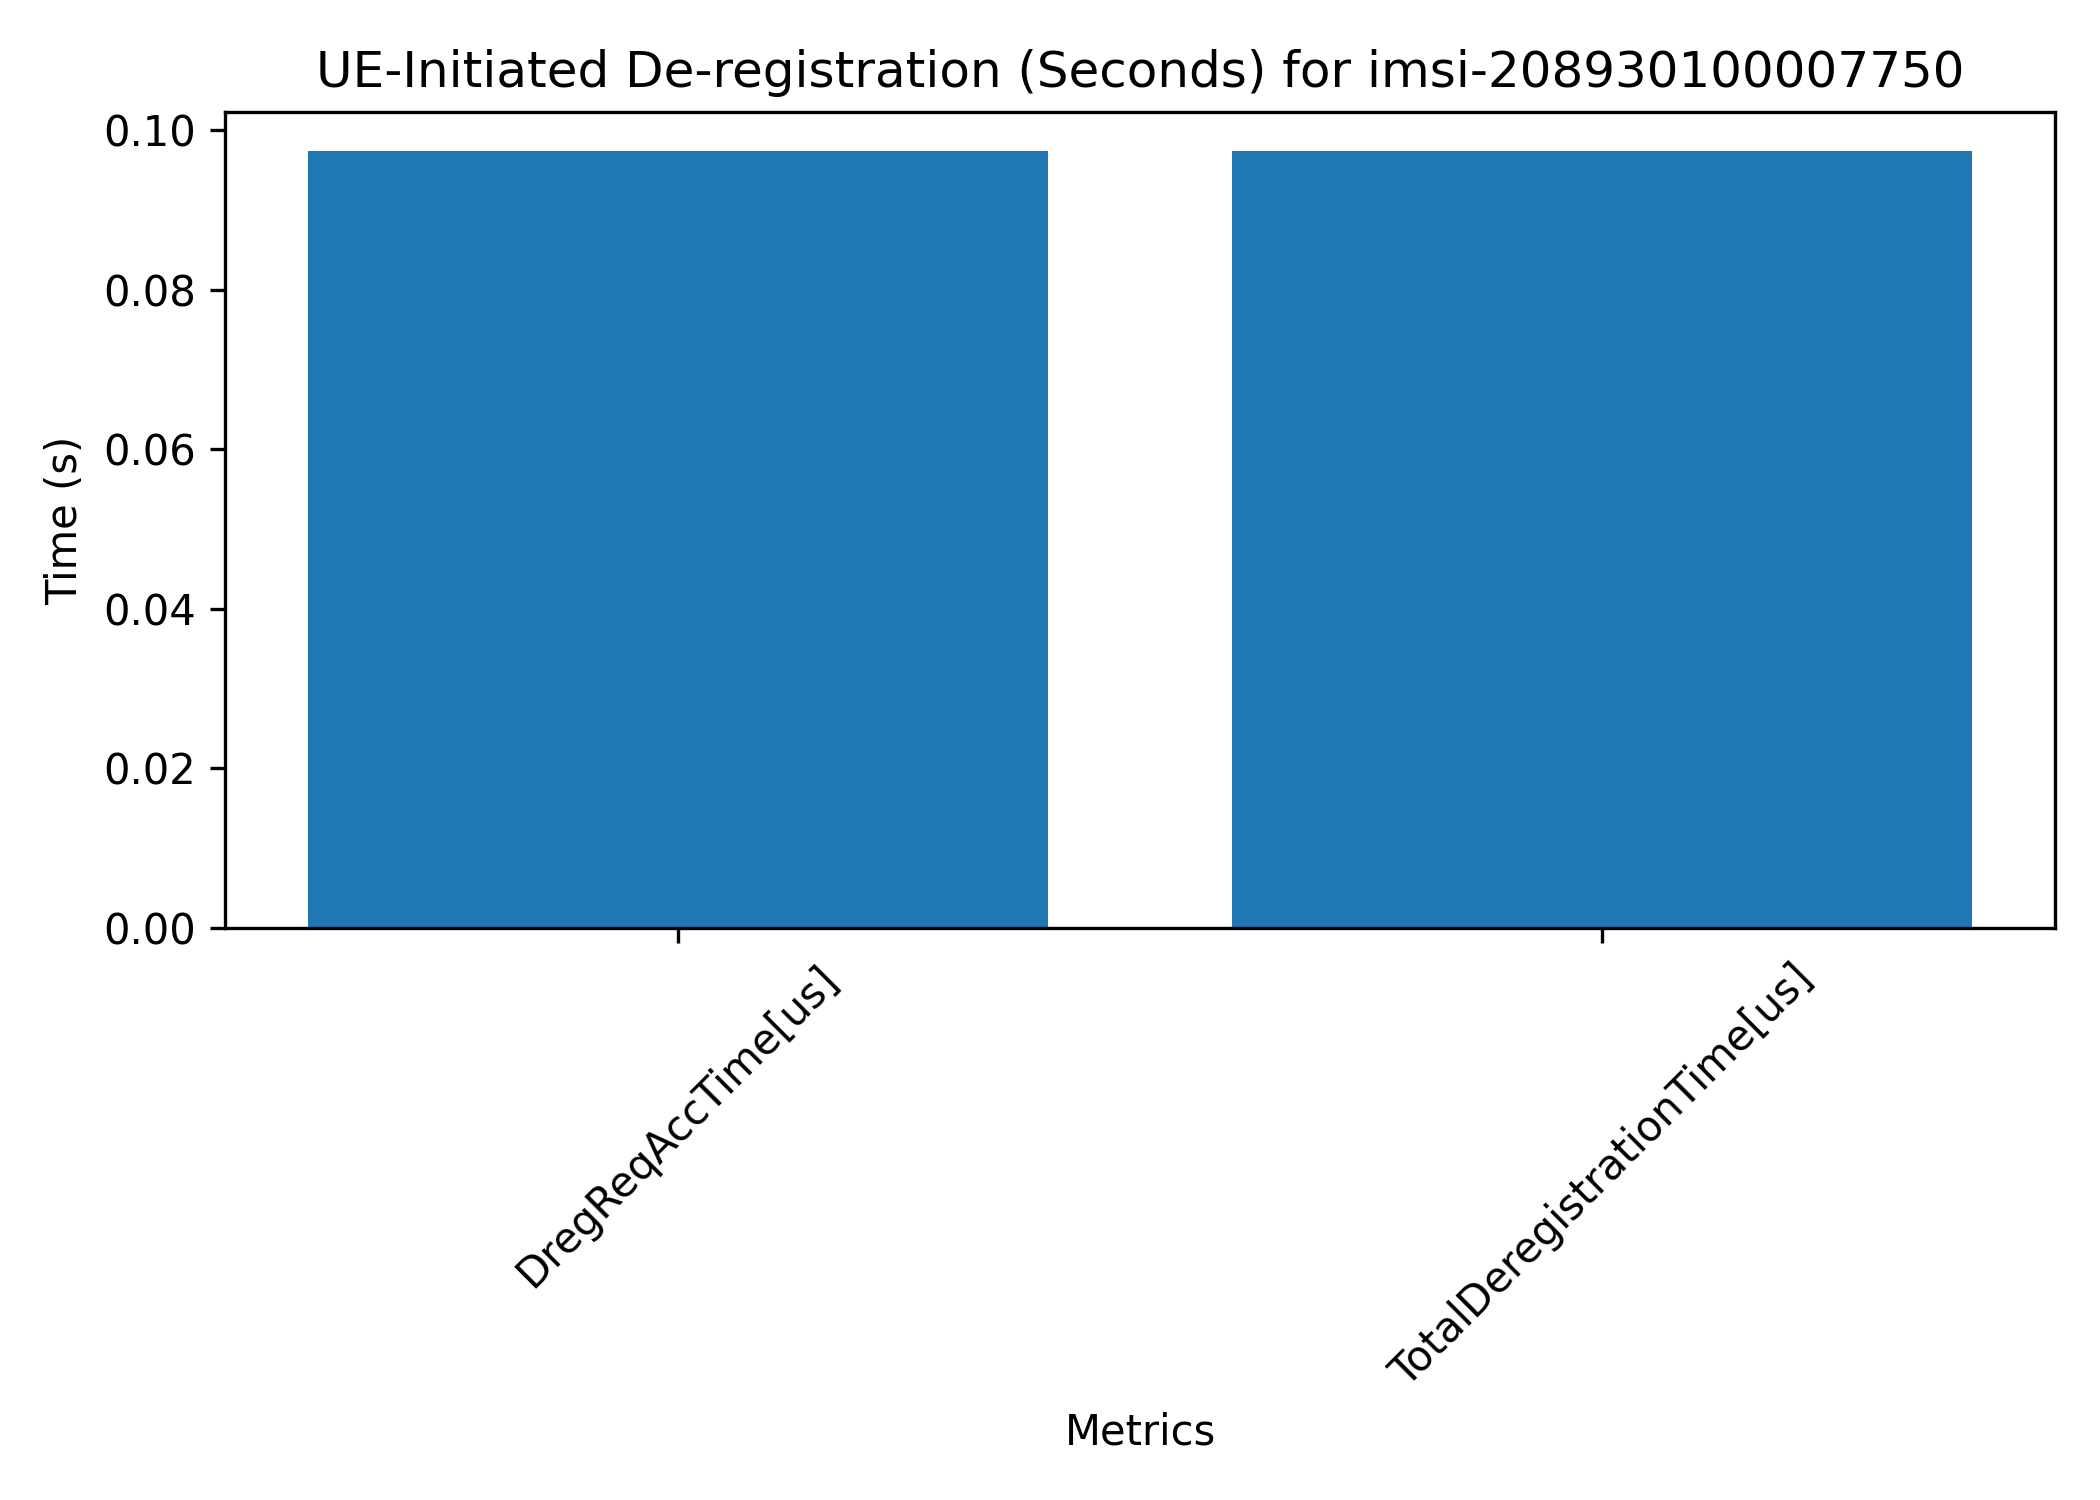 UE-Initiated De-registration (Seconds) for imsi-208930100007750
0.10
0.08
0.06
0.04
0.02
0.00
Time (s)
DregReqAccTime[us]
TotalDeregistrationTime[us]
Metrics